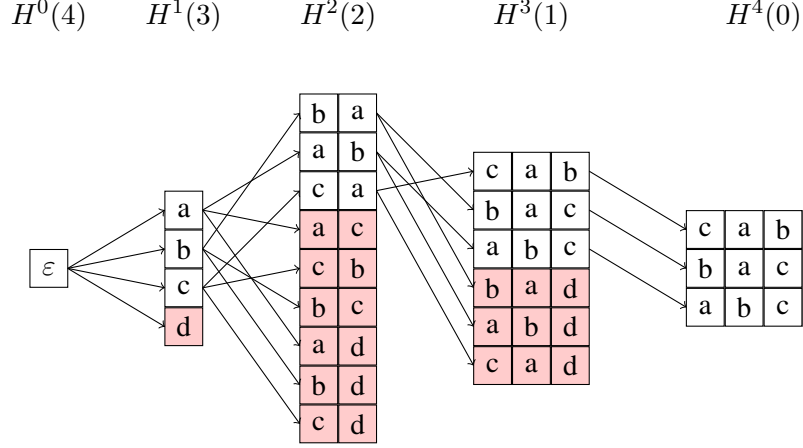 H^0(4) H^1(3) H^2(2) H^3(1) H^4(0)
ε
a
b
c
d
b a
a b
c a
a c
c b
b c
a d
b d
c d
c a b
b a c
a b c
b a d
a b d
c a d
c a b
b a c
a b c